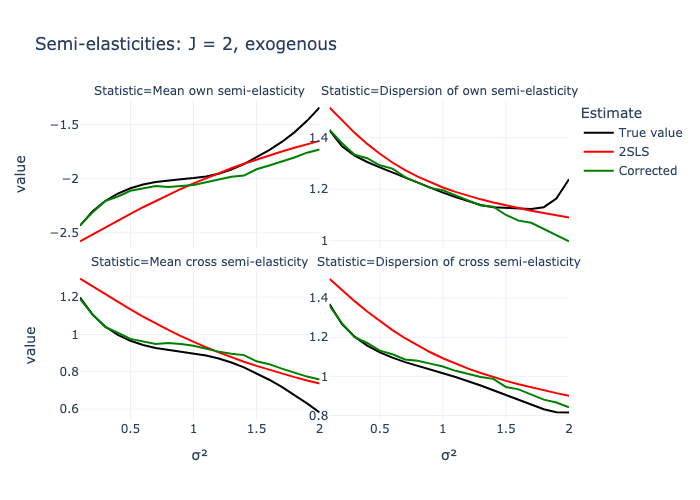 Semi-elasticities: J = 2, exogenous
Statistic=Mean own semi-elasticity
Statistic=Dispersion of own semi-elasticity
Estimate
True value
2SLS
Corrected
value
−1.5
−2
−2.5
1.4
1.2
1
Statistic=Mean cross semi-elasticity
Statistic=Dispersion of cross semi-elasticity
value
1.2
1
0.8
0.6
1.4
1.2
1
0.8
0.5
1
1.5
2
0.5
1
1.5
2
σ²
σ²